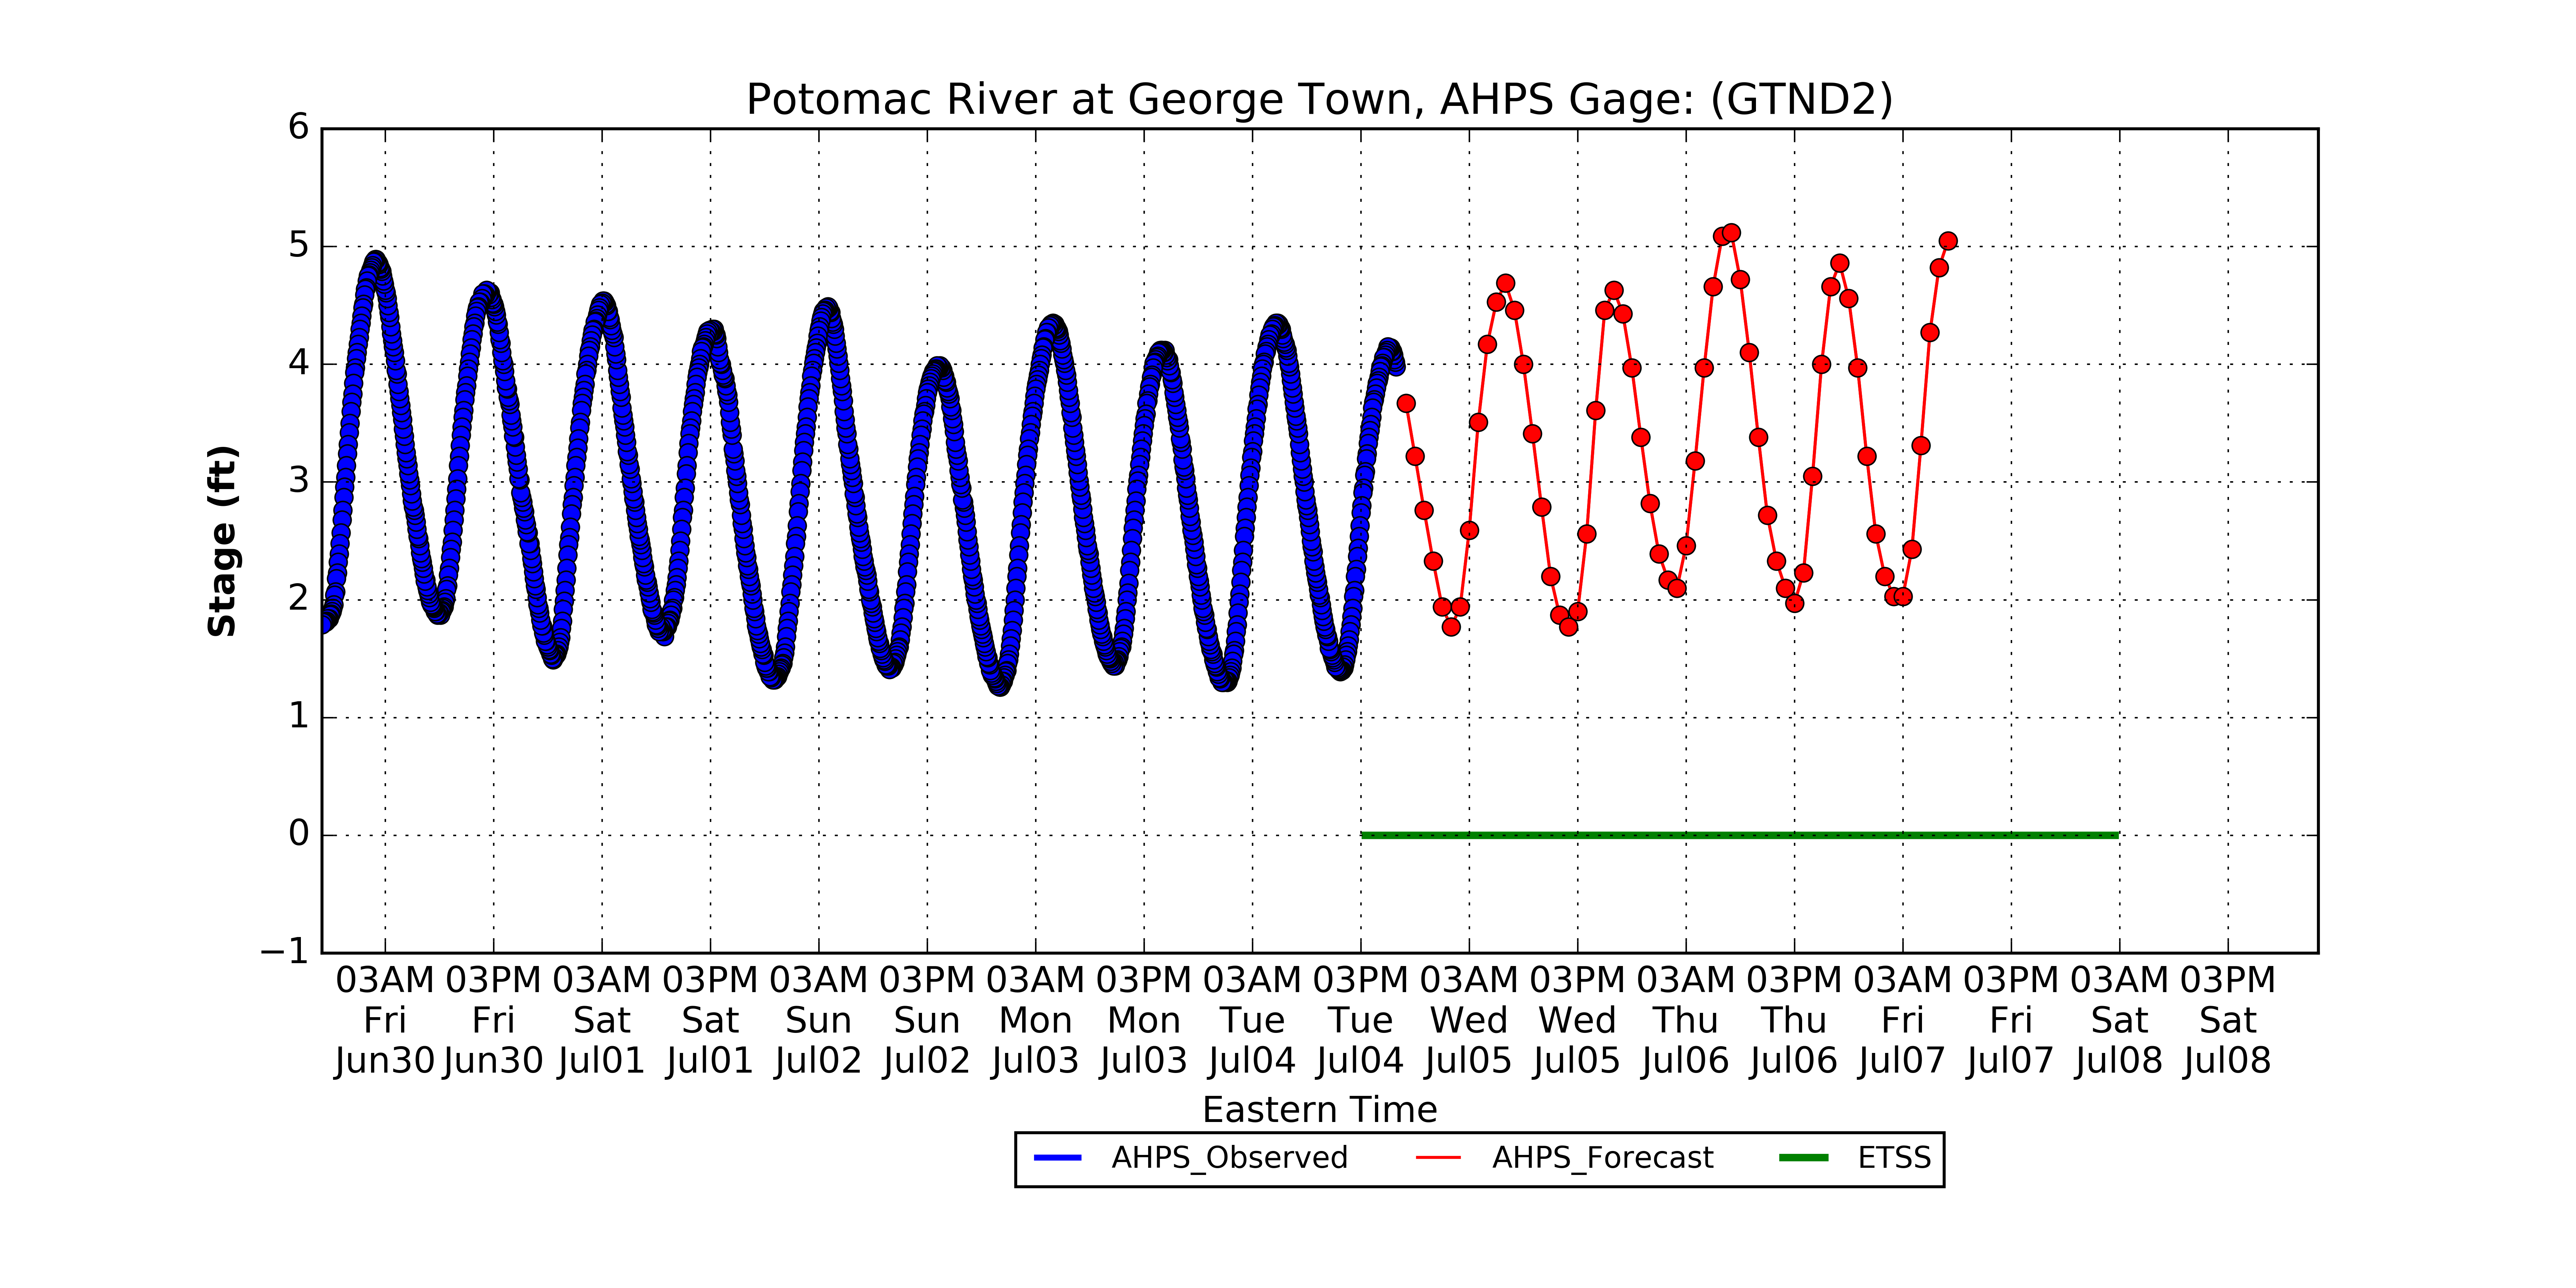 Potomac River at George Town, AHPS Gage: (GTND2)
6
5
4
3
2
1
0
−1
Stage (ft)
03AM 03PM 03AM 03PM 03AM 03PM 03AM 03PM 03AM 03PM 03AM 03PM 03AM 03PM 03AM 03PM 03AM 03PM
Fri Fri Sat Sat Sun Sun Mon Mon Tue Tue Wed Wed Thu Thu Fri Fri Sat Sat
Jun30 Jun30 Jul01 Jul01 Jul02 Jul02 Jul03 Jul03 Jul04 Jul04 Jul05 Jul05 Jul06 Jul06 Jul07 Jul07 Jul08 Jul08
Eastern Time
AHPS_Observed AHPS_Forecast ETSS